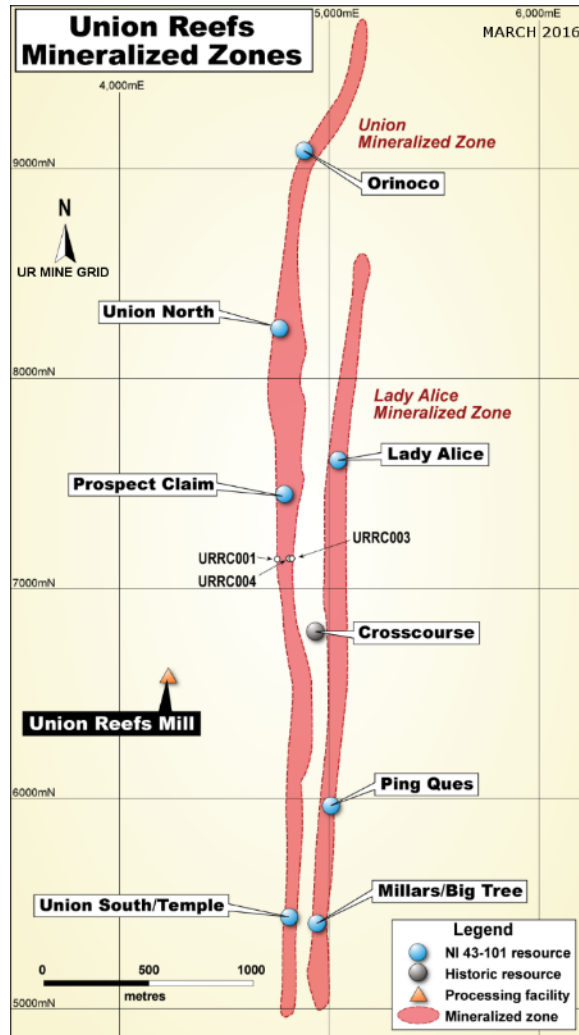 Union Reefs
Mineralized Zones
MARCH 2016
4,000mE
5,000mE
6,000mE
Union
Mineralized Zone
9000mN
Orinoco
N
UR MINE GRID
Union North
8000mN
Lady Alice
Mineralized Zone
Lady Alice
Prospect Claim
URRC003
URRC001
URRC004
7000mN
Crosscourse
Union Reefs Mill
6000mN
Ping Ques
Union South/Temple
Millars/Big Tree
Legend
NI 43-101 resource
Historic resource
Processing facility
Mineralized zone
0 500 1000
metres
5000mN